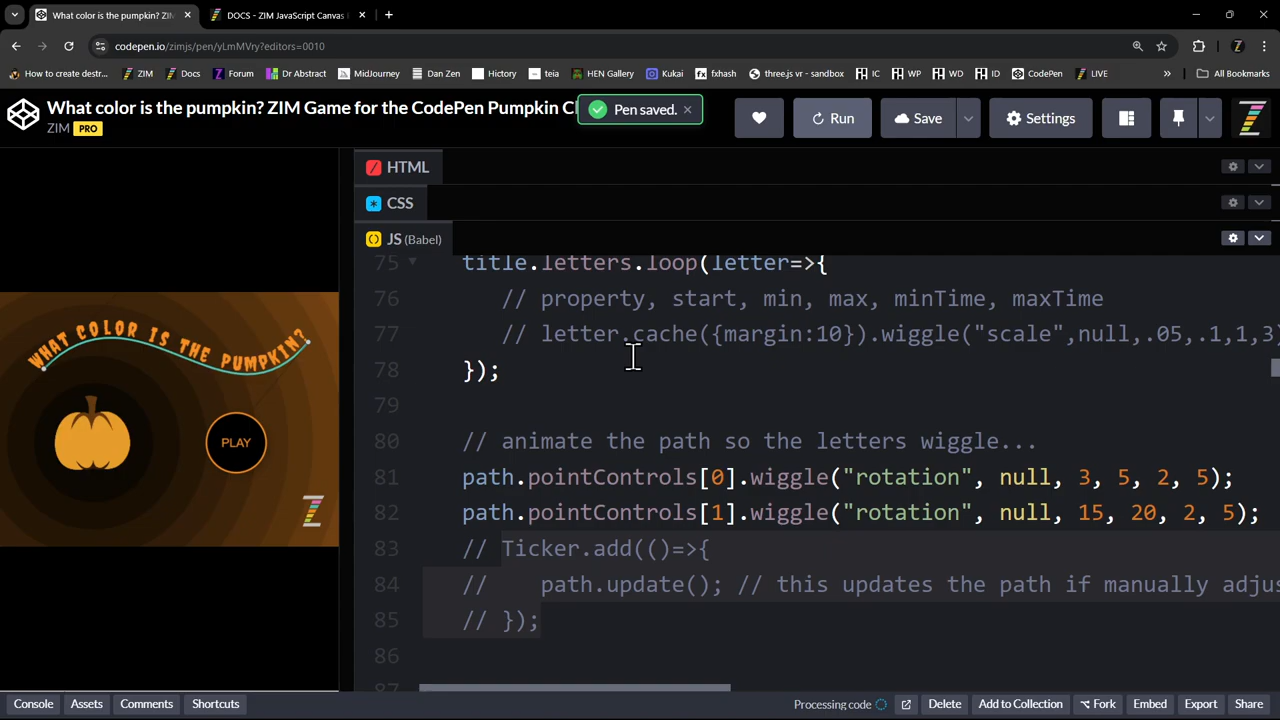 What color is the pumpkin? ZIM
DOCS - ZIM JavaScript Canvas
codepen.io/zimjs/pen/yLmMVry?editors=0010
How to create destr...
ZIM
Docs
Forum
Dr Abstract
MidJourney
Dan Zen
Hictory
teia
HEN Gallery
Kukai
fxhash
three.js vr - sandbox
IC
WP
WD
ID
CodePen
LIVE
All Bookmarks
What color is the pumpkin? ZIM Game for the CodePen Pumpkin C
ZIM PRO
Pen saved.
Run
Save
Settings
HTML
CSS
JS (Babel)
75 title.letters.loop(letter=>{
76 // property, start, min, max, minTime, maxTime
77 // letter.cache({margin:10}).wiggle("scale",null,.05,.1,1,3)
78 });
79
80 // animate the path so the letters wiggle...
81 path.pointControls[0].wiggle("rotation", null, 3, 5, 2, 5);
82 path.pointControls[1].wiggle("rotation", null, 15, 20, 2, 5);
83 // Ticker.add(()=>{
84 // path.update(); // this updates the path if manually adjus
85 // });
86
87
WHAT COLOR IS THE PUMPKIN?
PLAY
Console
Assets
Comments
Shortcuts
Processing code
Delete
Add to Collection
Fork
Embed
Export
Share